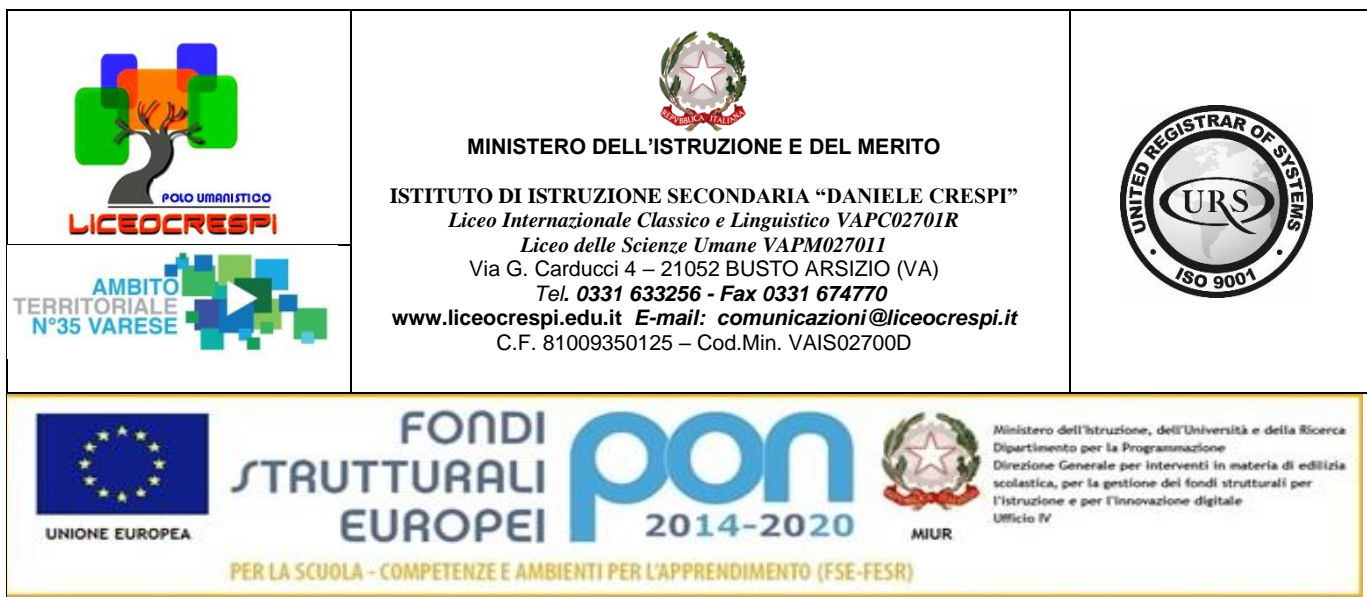 POLO UMANISTICO
LICEOCRESPI
AMBITO
TERRITORIALE
N°35 VARESE
REPVBBLICA ITALIANA
MINISTERO DELL’ISTRUZIONE E DEL MERITO
ISTITUTO DI ISTRUZIONE SECONDARIA “DANIELE CRESPI”
Liceo Internazionale Classico e Linguistico VAPC02701R
Liceo delle Scienze Umane VAPM027011
Via G. Carducci 4 – 21052 BUSTO ARSIZIO (VA)
Tel. 0331 633256 - Fax 0331 674770
www.liceocrespi.edu.it E-mail: comunicazioni@liceocrespi.it
C.F. 81009350125 – Cod.Min. VAIS02700D
UNITED REGISTRAR OF SYSTEMS
URS
ISO 9001
UNIONE EUROPEA
FONDI
STRUTTURALI
EUROPEI
pon
2014-2020
MIUR
Ministero dell'Istruzione, dell'Università e della Ricerca
Dipartimento per la Programmazione
Direzione Generale per interventi in materia di edilizia
scolastica, per la gestione dei fondi strutturali per
l'istruzione e per l'innovazione digitale
Ufficio IV
PER LA SCUOLA - COMPETENZE E AMBIENTI PER L'APPRENDIMENTO (FSE-FESR)